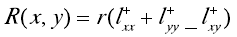 R(x, y) = r(l⁺ₓₓ + l⁺ᵧᵧ _ l⁺ₓᵧ)